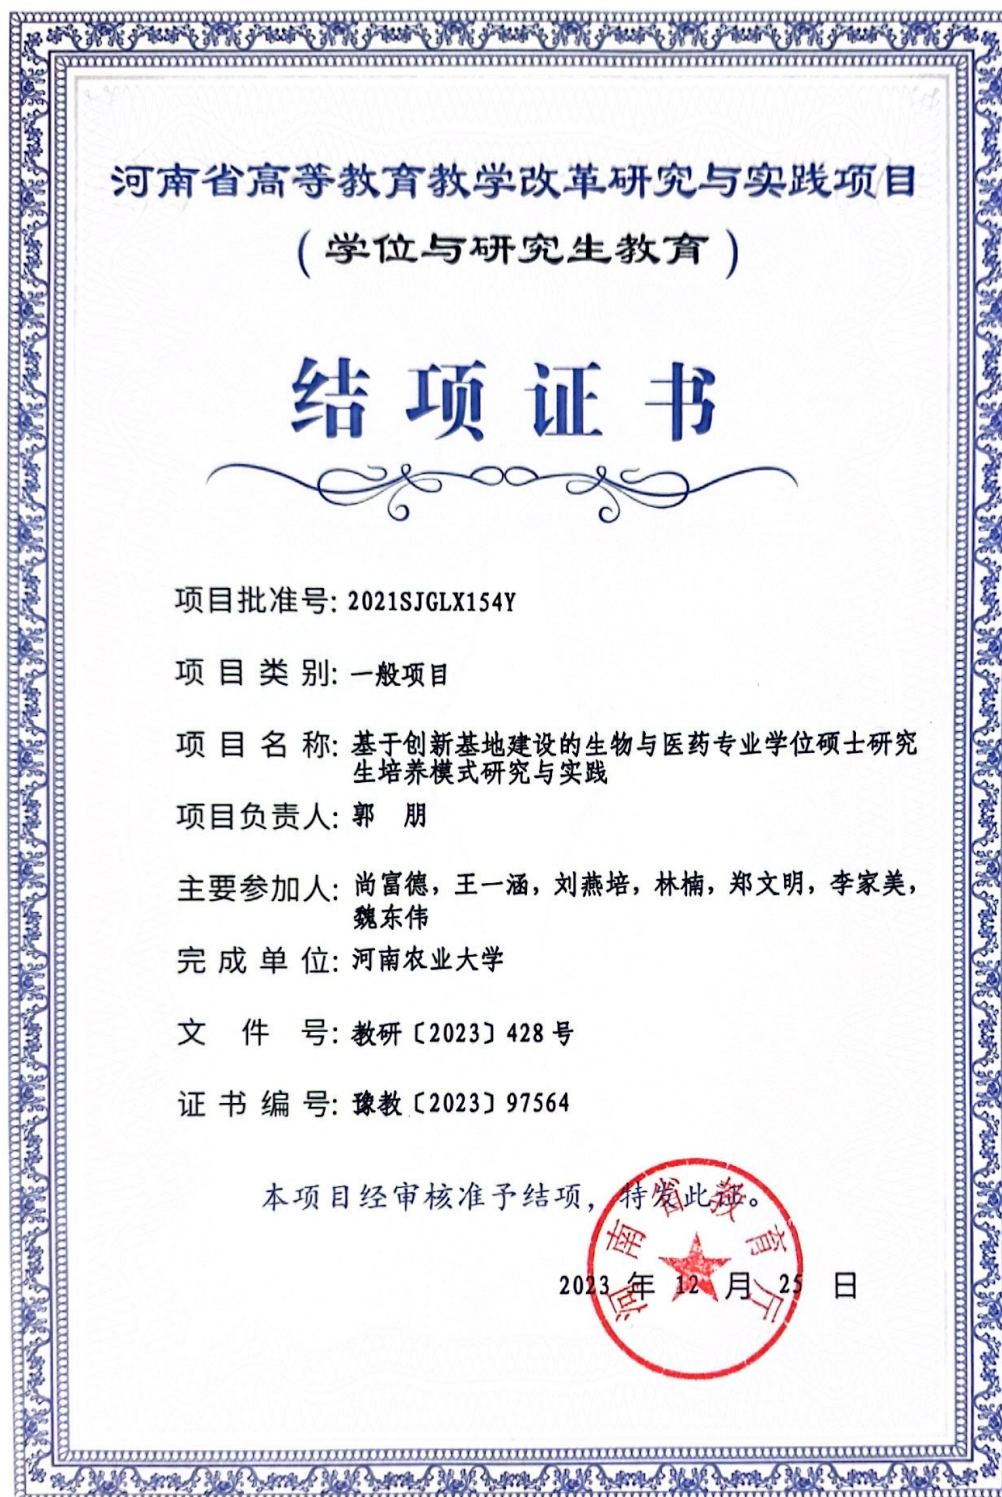 河南省高等教育教学改革研究与实践项目
(学位与研究生教育)
结项证书
项目批准号: 2021SJGLX154Y
项目类别: 一般项目
项目名称: 基于创新基地建设的生物与医药专业学位硕士研究
生培养模式研究与实践
项目负责人: 郭 朋
主要参加人: 尚富德, 王一涵, 刘燕培, 林楠, 郑文明, 李家美,
魏东伟
完成单位: 河南农业大学
文件号: 教研〔2023〕428号
证书编号: 豫教〔2023〕97564
本项目经审核准予结项, 特发此证。
2023 年 12 月 25 日
河南省教育厅